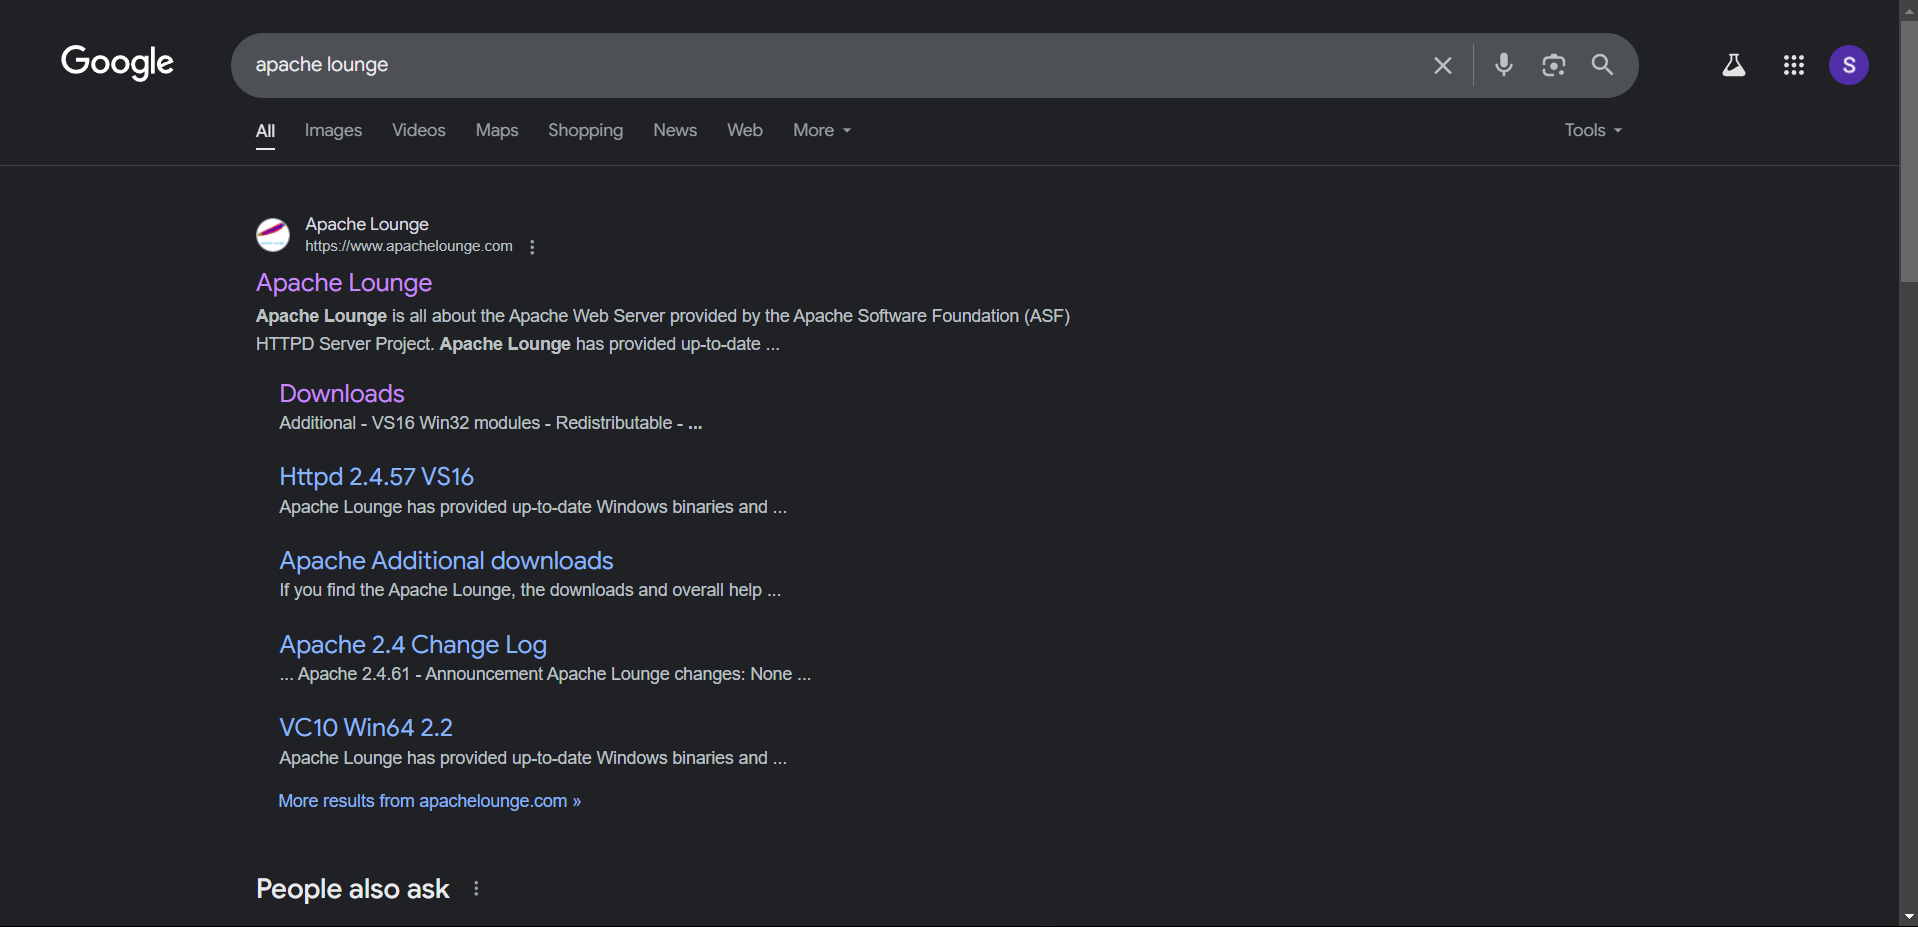 Google
apache lounge
S
All Images Videos Maps Shopping News Web More Tools
Apache Lounge
https://www.apachelounge.com
Apache Lounge
Apache Lounge is all about the Apache Web Server provided by the Apache Software Foundation (ASF)
HTTPD Server Project. Apache Lounge has provided up-to-date ...
Downloads
Additional - VS16 Win32 modules - Redistributable - ...
Httpd 2.4.57 VS16
Apache Lounge has provided up-to-date Windows binaries and ...
Apache Additional downloads
If you find the Apache Lounge, the downloads and overall help ...
Apache 2.4 Change Log
... Apache 2.4.61 - Announcement Apache Lounge changes: None ...
VC10 Win64 2.2
Apache Lounge has provided up-to-date Windows binaries and ...
More results from apachelounge.com »
People also ask